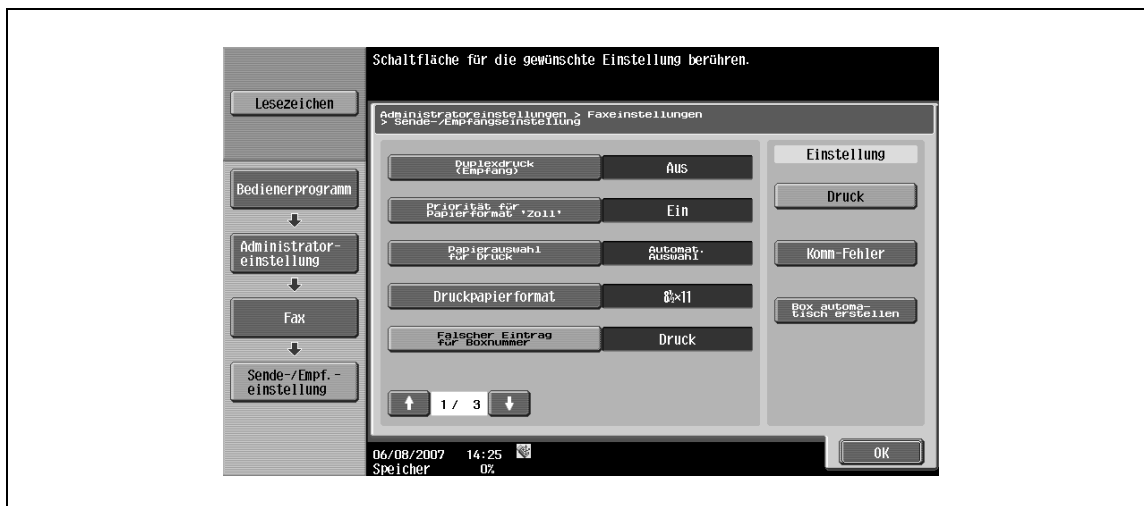 Schaltfläche für die gewünschte Einstellung berühren.
Lesezeichen
Bedienerprogramm
Administrator-
einstellung
Fax
Sende-/Empf.-
einstellung
Administratoreinstellungen > Faxeinstellungen
> Sende-/Empfangseinstellung
Duplexdruck
(Empfang)
Aus
Priorität für
Papierformat 'Zoll'
Ein
Papierauswahl
für Druck
Automat.
Auswahl
Druckpapierformat
8½×11
Falscher Eintrag
für Boxnummer
Druck
1 / 3
Einstellung
Druck
Komm-Fehler
Box automa-
tisch erstellen
06/08/2007 14:25
Speicher 0%
OK